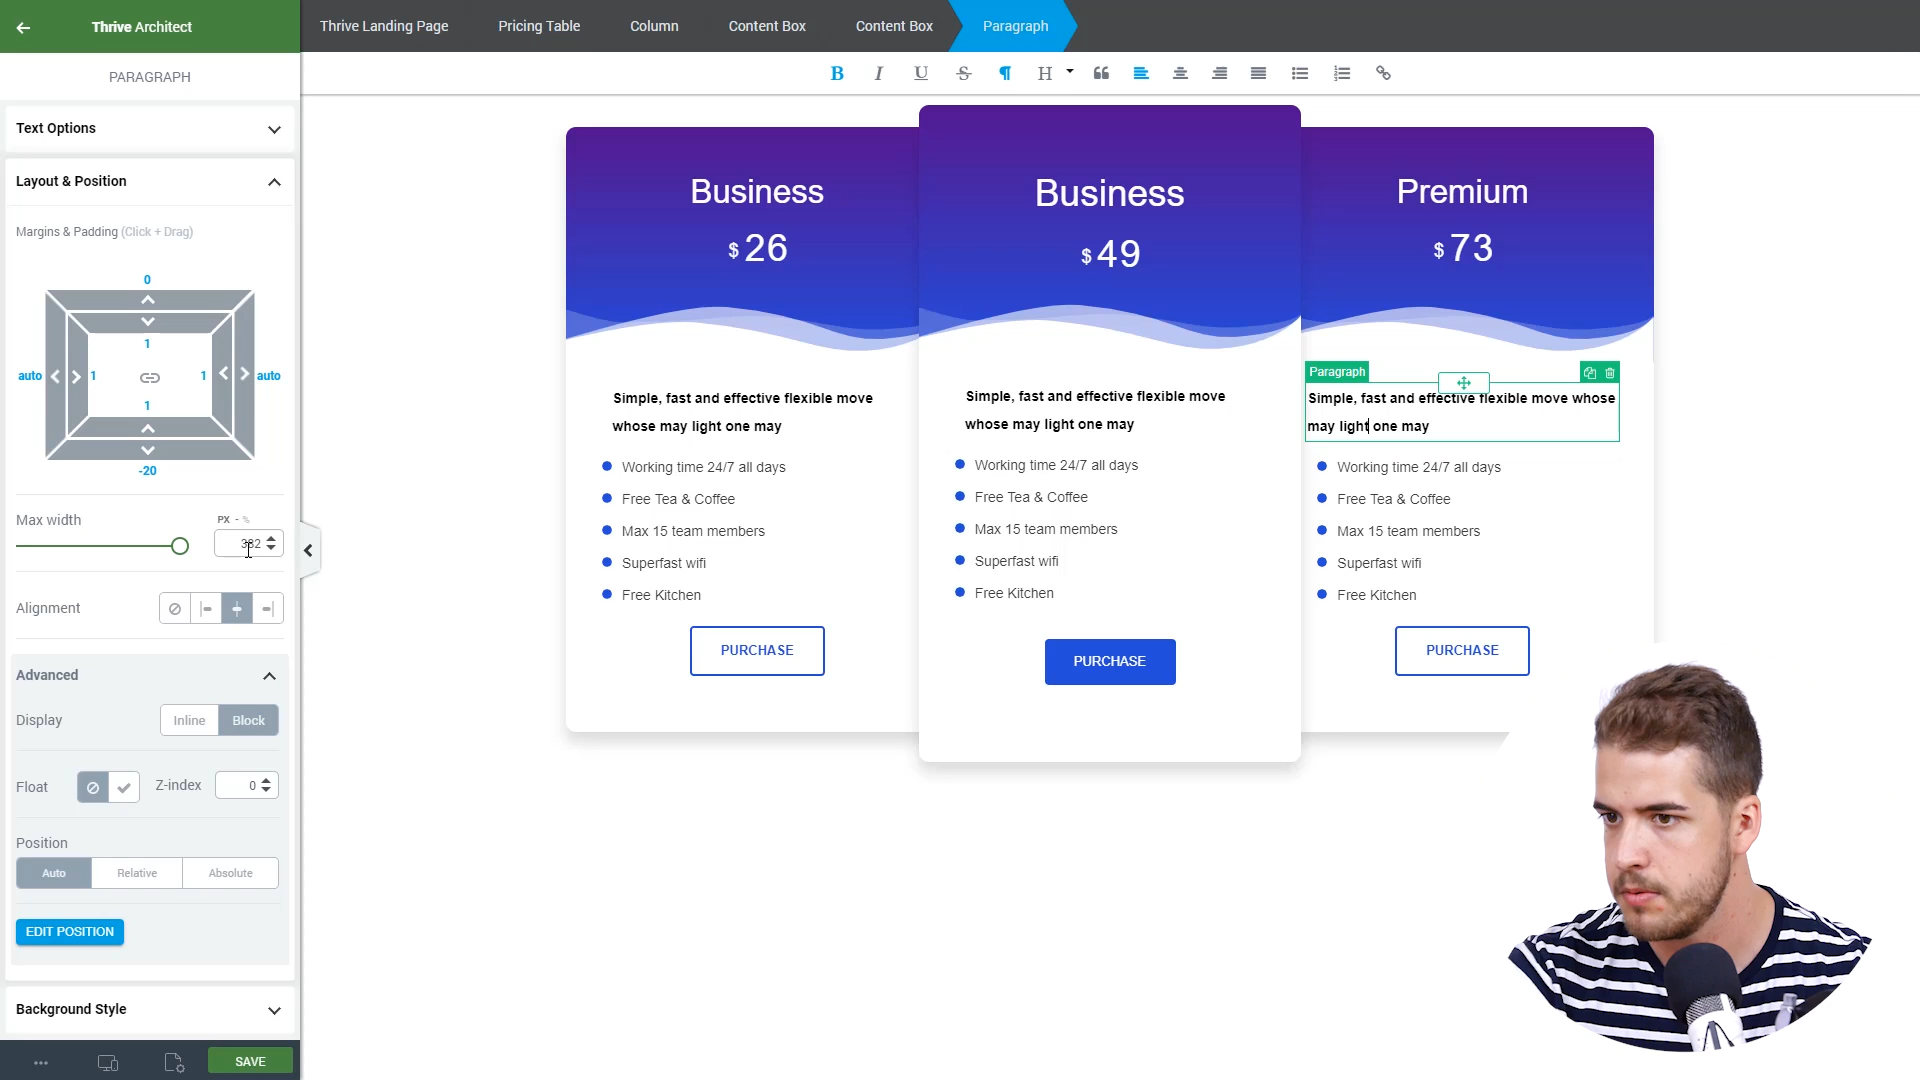 Thrive Architect
Thrive Landing Page
Pricing Table
Column
Content Box
Content Box
Paragraph
PARAGRAPH
B I U S ¶ H
Text Options
Layout & Position
Margins & Padding (Click + Drag)
0
1
auto
1
1
auto
1
-20
Max width
PX - %
Alignment
Advanced
Display
Inline
Block
Float
Z-index
0
Position
Auto
Relative
Absolute
EDIT POSITION
Background Style
SAVE
Business
$ 26
Simple, fast and effective flexible move
whose may light one may
Working time 24/7 all days
Free Tea & Coffee
Max 15 team members
Superfast wifi
Free Kitchen
PURCHASE
Business
$ 49
Simple, fast and effective flexible move
whose may light one may
Working time 24/7 all days
Free Tea & Coffee
Max 15 team members
Superfast wifi
Free Kitchen
PURCHASE
Premium
$ 73
Paragraph
Simple, fast and effective flexible move whose
may light one may
Working time 24/7 all days
Free Tea & Coffee
Max 15 team members
Superfast wifi
Free Kitchen
PURCHASE